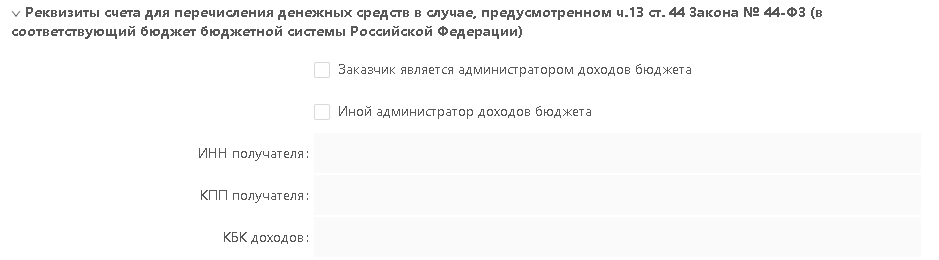 Реквизиты счета для перечисления денежных средств в случае, предусмотренном ч.13 ст. 44 Закона № 44-ФЗ (в
соответствующий бюджет бюджетной системы Российской Федерации)
Заказчик является администратором доходов бюджета
Иной администратор доходов бюджета
ИНН получателя:
КПП получателя:
КБК доходов: